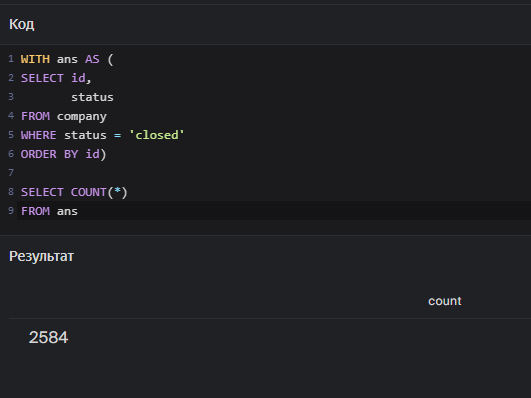 Код
1 WITH ans AS (
2 SELECT id,
3 status
4 FROM company
5 WHERE status = 'closed'
6 ORDER BY id)
7
8 SELECT COUNT(*)
9 FROM ans
Результат
count
2584